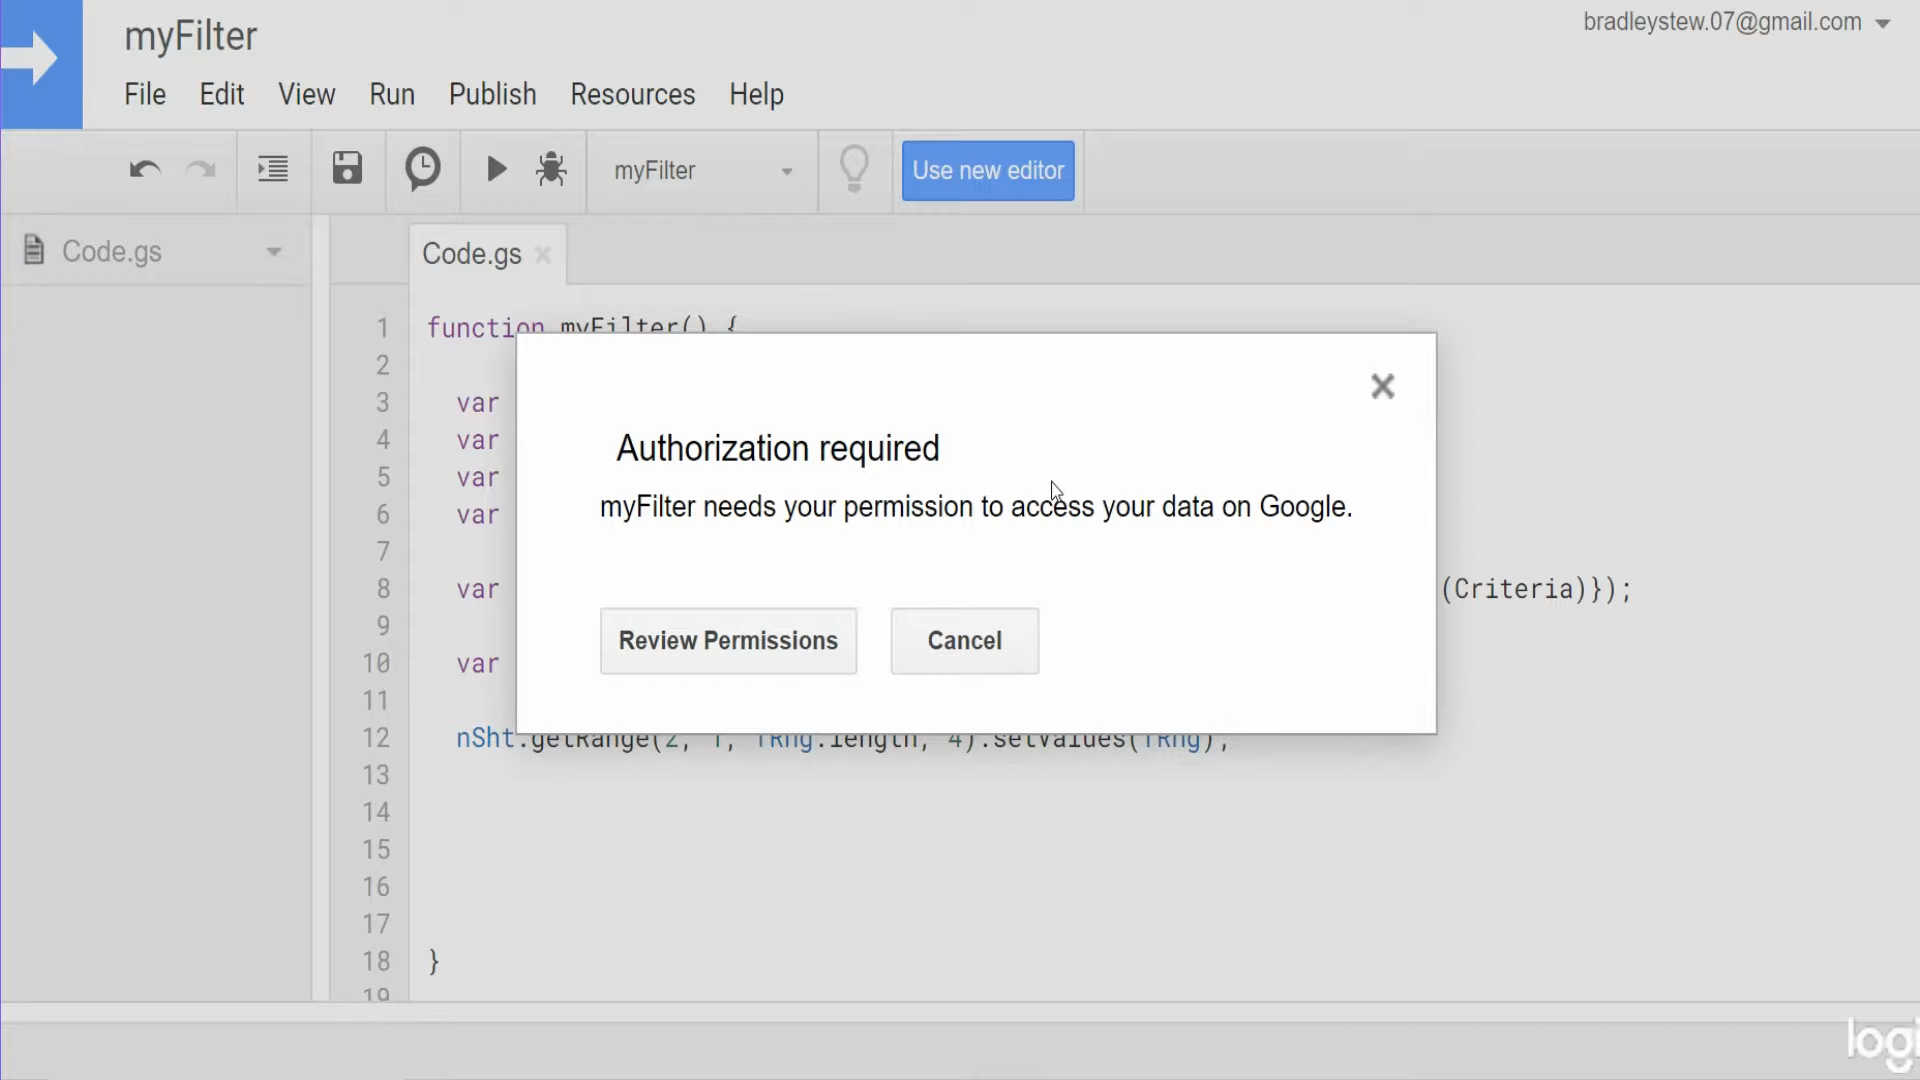 myFilter
bradleystew.07@gmail.com
File Edit View Run Publish Resources Help
myFilter
Use new editor
Code.gs
Code.gs
1 function myFilter() {
2
3 var
4 var
5 var
6 var
7
8 var (Criteria)});
9
10 var
11
12 nSht.getRange(2, 1, fRng.length, 4).setValues(fRng);
13
14
15
16
17
18 }
19
Authorization required
myFilter needs your permission to access your data on Google.
Review Permissions Cancel
logi